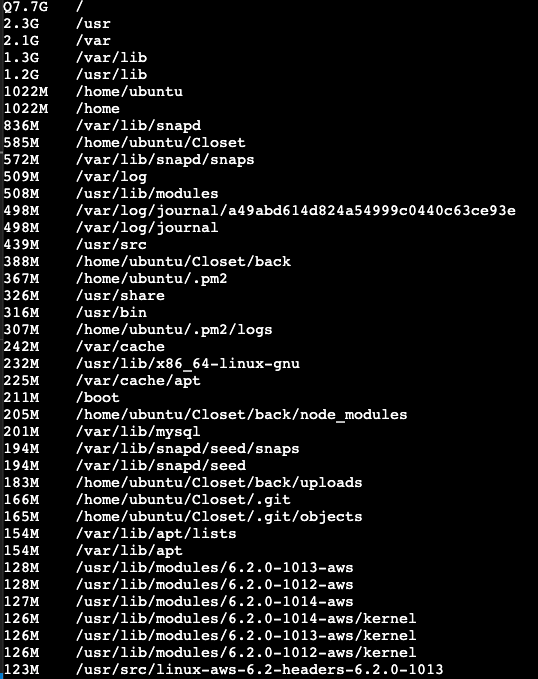 Q7.7G /
2.3G /usr
2.1G /var
1.3G /var/lib
1.2G /usr/lib
1022M /home/ubuntu
1022M /home
836M /var/lib/snapd
585M /home/ubuntu/Closet
572M /var/lib/snapd/snaps
509M /var/log
508M /usr/lib/modules
498M /var/log/journal/a49abd614d824a54999c0440c63ce93e
498M /var/log/journal
439M /usr/src
388M /home/ubuntu/Closet/back
367M /home/ubuntu/.pm2
326M /usr/share
316M /usr/bin
307M /home/ubuntu/.pm2/logs
242M /var/cache
232M /usr/lib/x86_64-linux-gnu
225M /var/cache/apt
211M /boot
205M /home/ubuntu/Closet/back/node_modules
201M /var/lib/mysql
194M /var/lib/snapd/seed/snaps
194M /var/lib/snapd/seed
183M /home/ubuntu/Closet/back/uploads
166M /home/ubuntu/Closet/.git
165M /home/ubuntu/Closet/.git/objects
154M /var/lib/apt/lists
154M /var/lib/apt
128M /usr/lib/modules/6.2.0-1013-aws
128M /usr/lib/modules/6.2.0-1012-aws
127M /usr/lib/modules/6.2.0-1014-aws
126M /usr/lib/modules/6.2.0-1014-aws/kernel
126M /usr/lib/modules/6.2.0-1013-aws/kernel
126M /usr/lib/modules/6.2.0-1012-aws/kernel
123M /usr/src/linux-aws-6.2-headers-6.2.0-1013